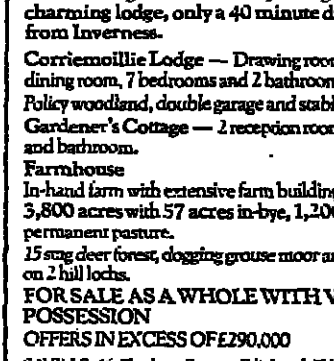 charming lodge, only a 40 minute d
from Inverness.
Corriemoillie Lodge — Drawing room
dining room, 7 bedrooms and 2 bathroom
Policy woodland, double garage and stabl
Gardener's Cottage — 2 reception room
and bathroom.
Farmhouse
In-hand farm with extensive farm building
3,800 acres with 57 acres in-bye, 1,200
permanent pasture.
15 stag deer forest, dogging grouse moor an
on 2 hill lochs.
FOR SALE AS A WHOLE WITH V
POSSESSION
OFFERS IN EXCESS OF £290,000